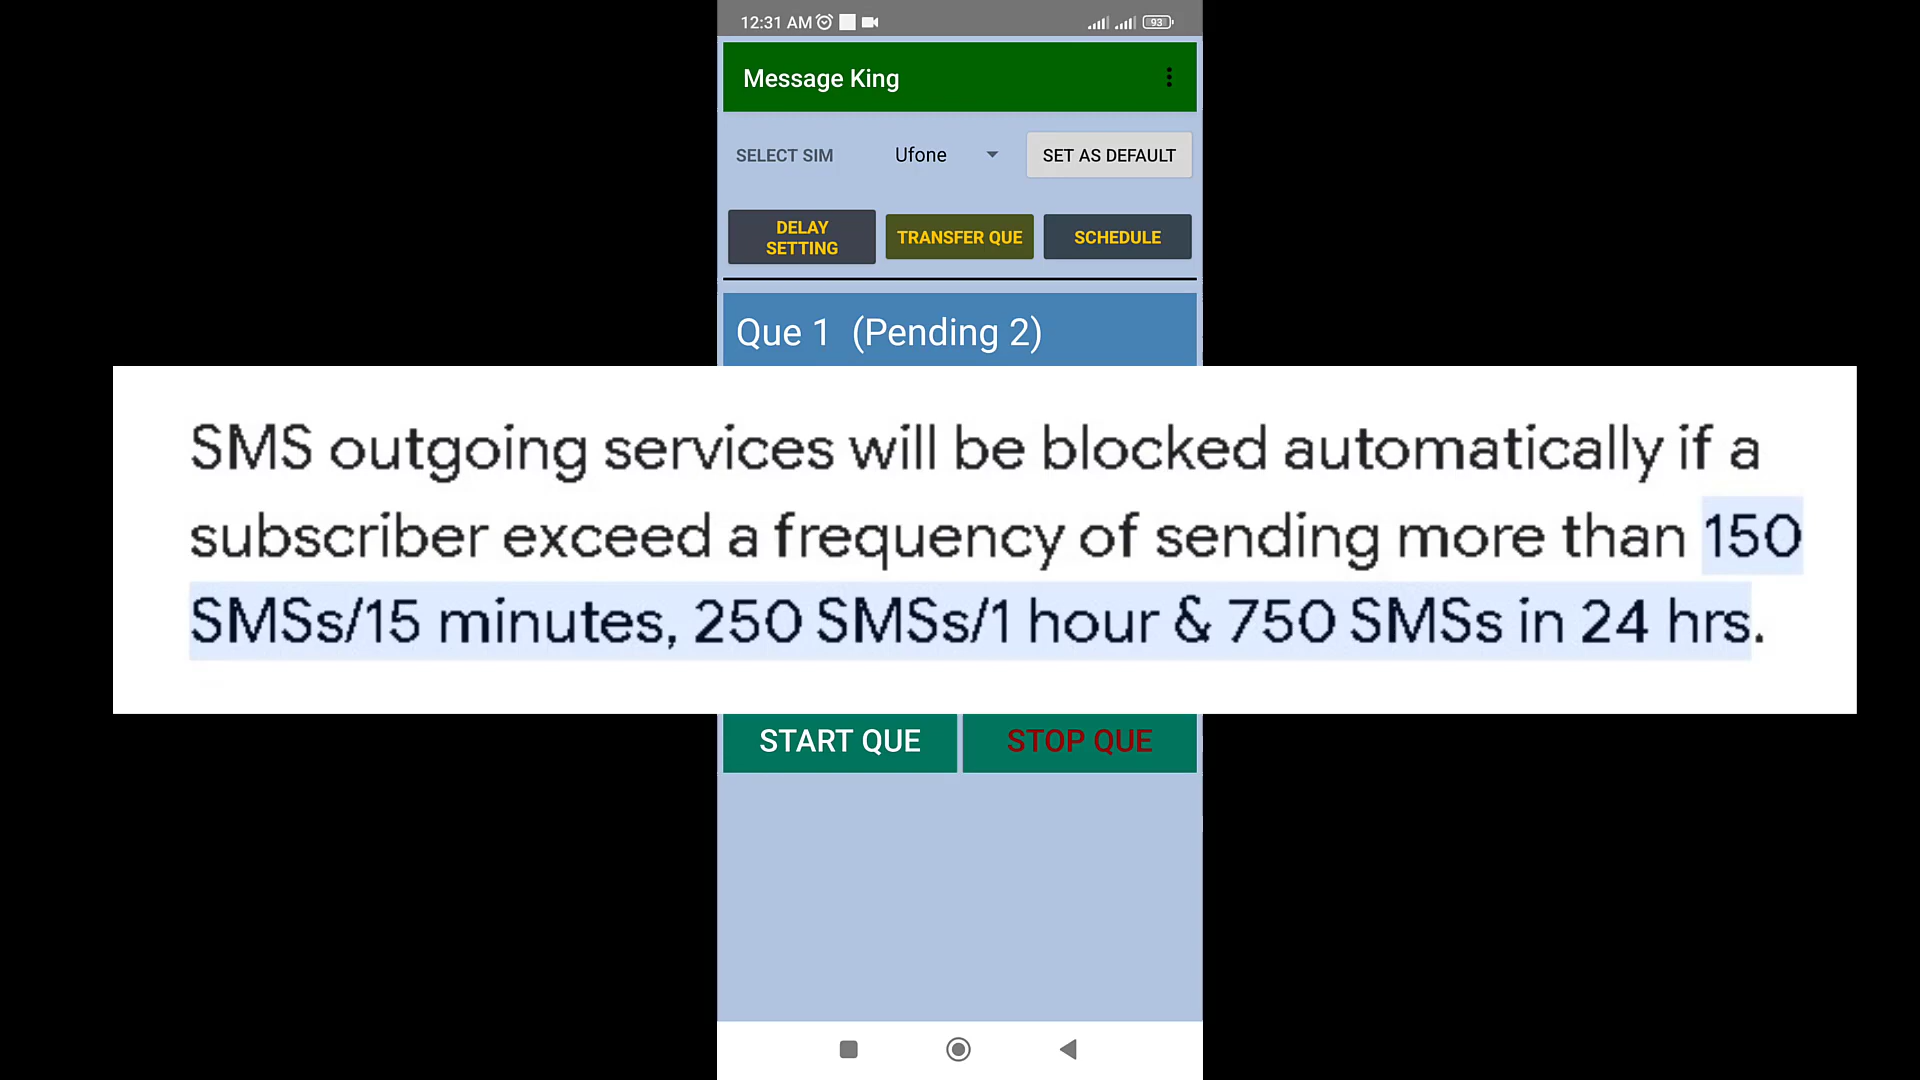 12:31 AM 93
Message King
SELECT SIM Ufone SET AS DEFAULT
DELAY SETTING TRANSFER QUE SCHEDULE
Que 1 (Pending 2)
SMS outgoing services will be blocked automatically if a
subscriber exceed a frequency of sending more than 150
SMSs/15 minutes, 250 SMSs/1 hour & 750 SMSs in 24 hrs.
START QUE STOP QUE